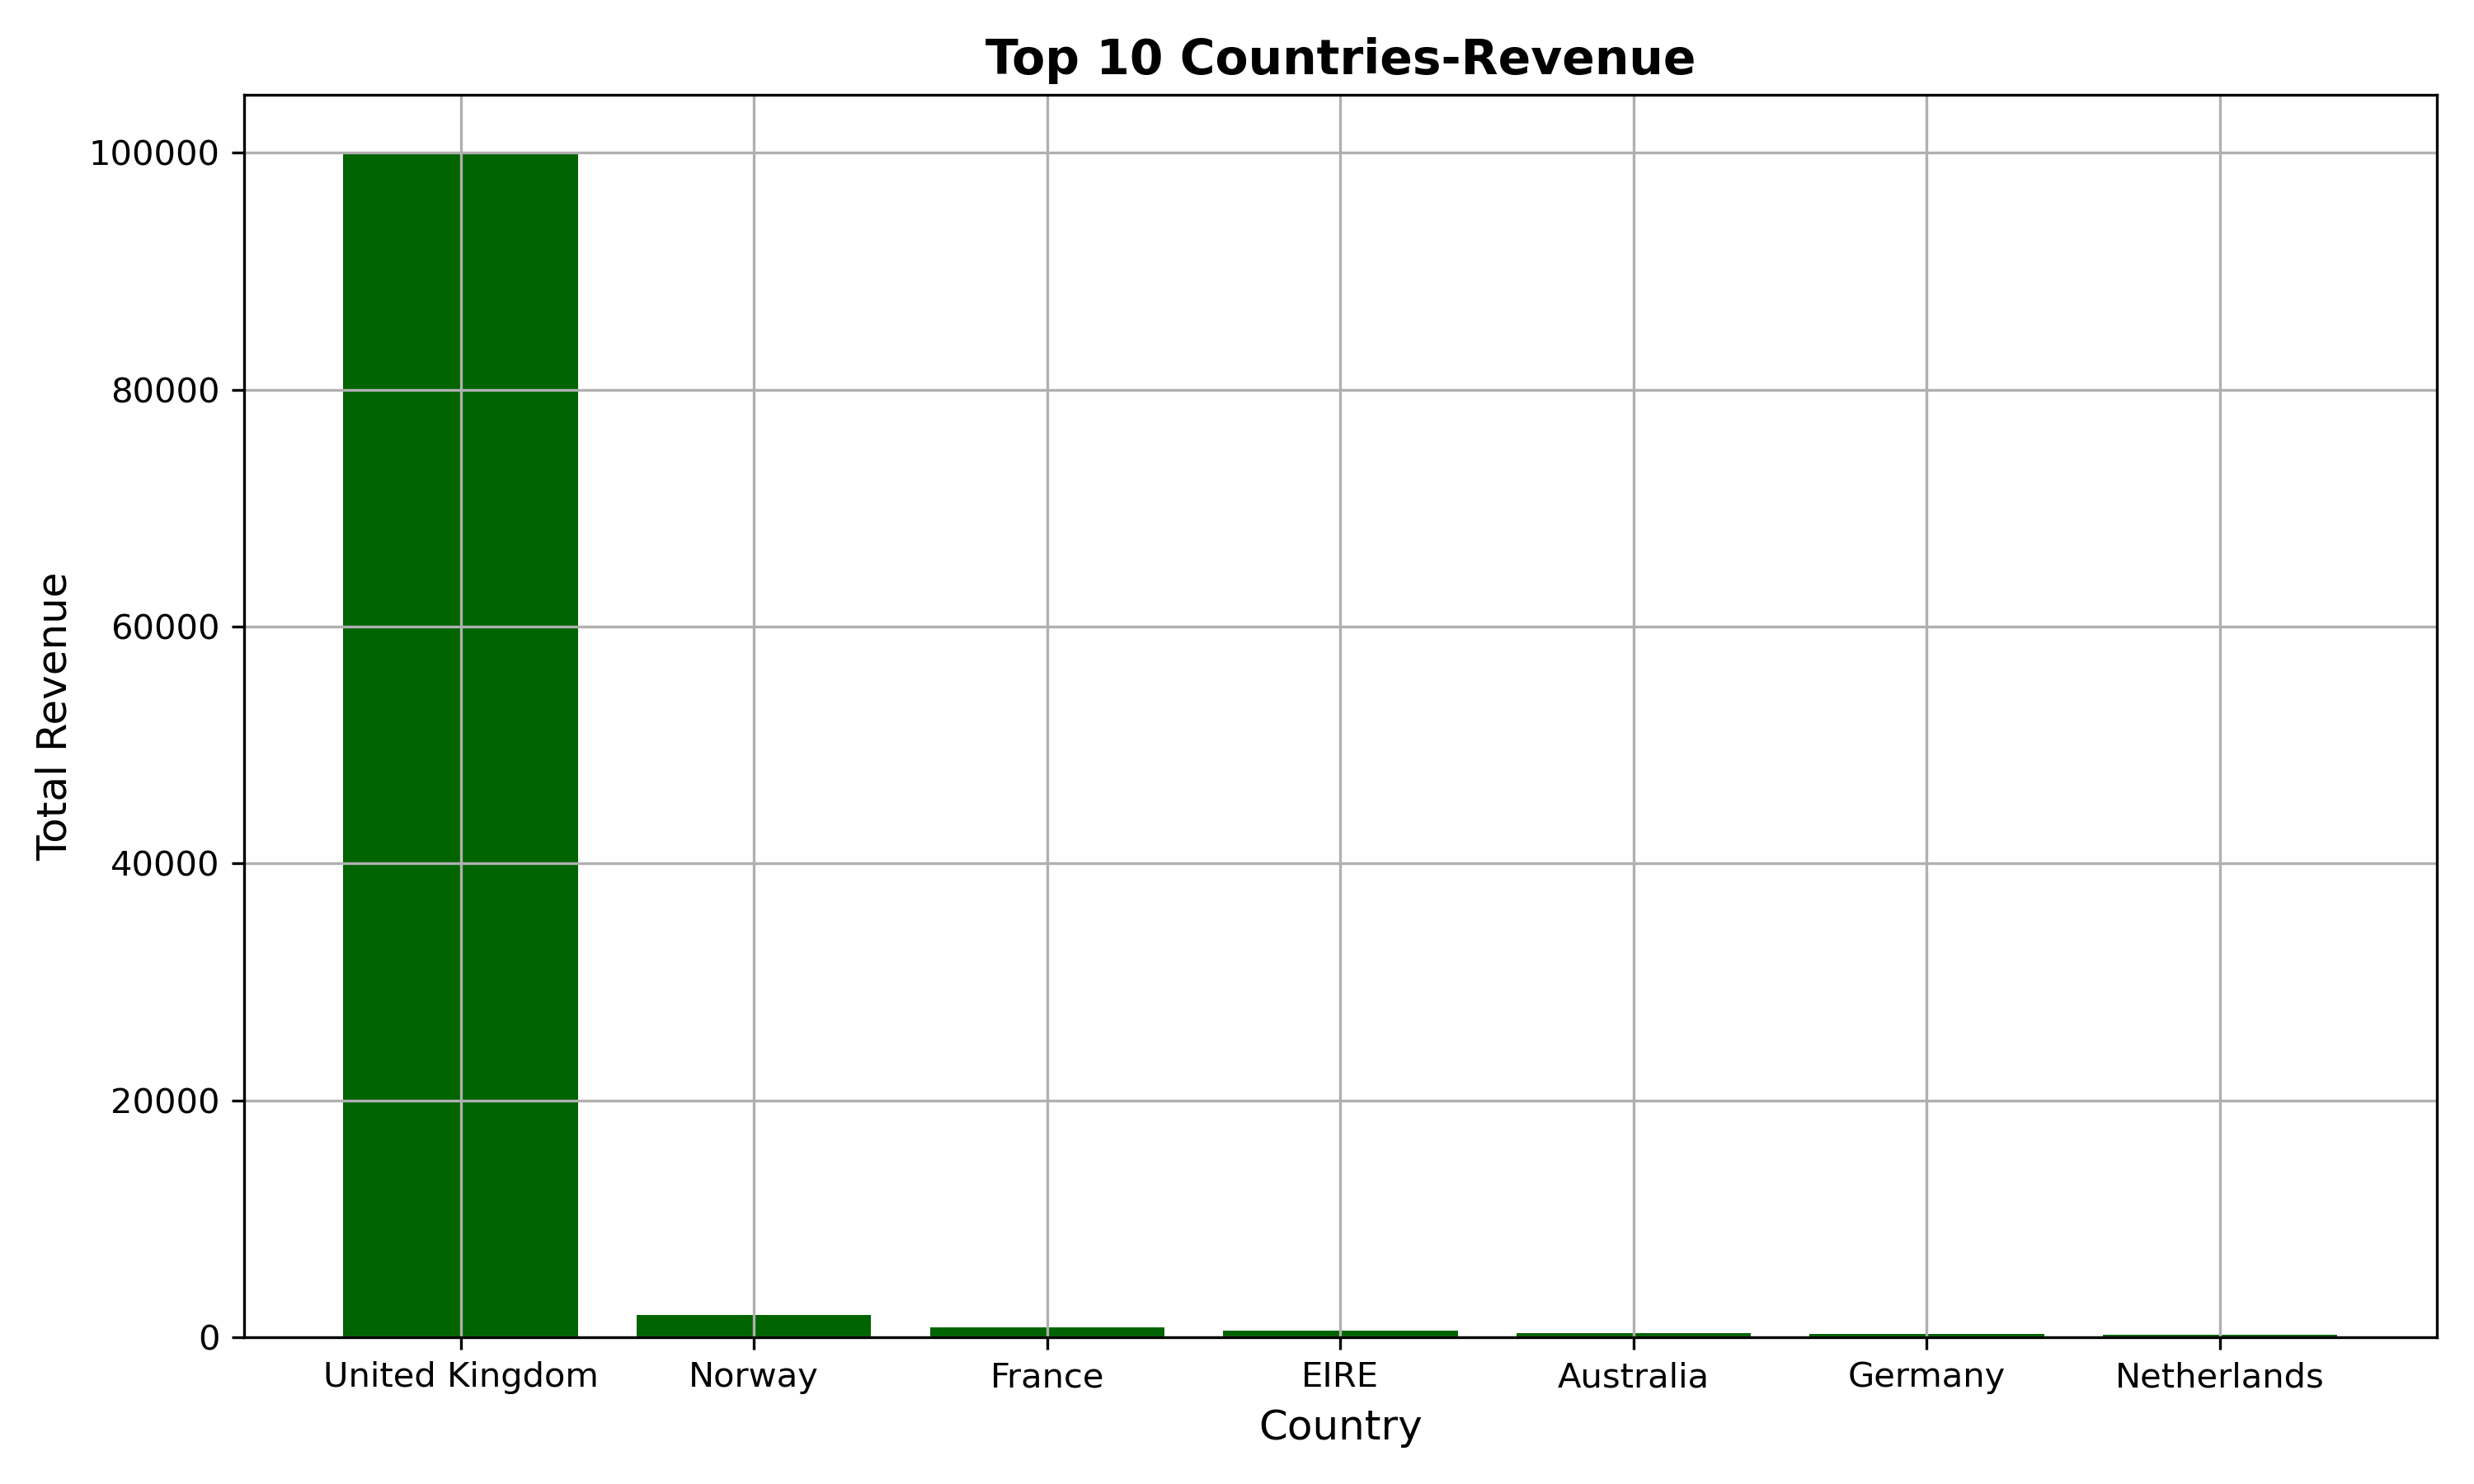 Top 10 Countries-Revenue
Total Revenue
100000
80000
60000
40000
20000
0
United Kingdom Norway France EIRE Australia Germany Netherlands
Country